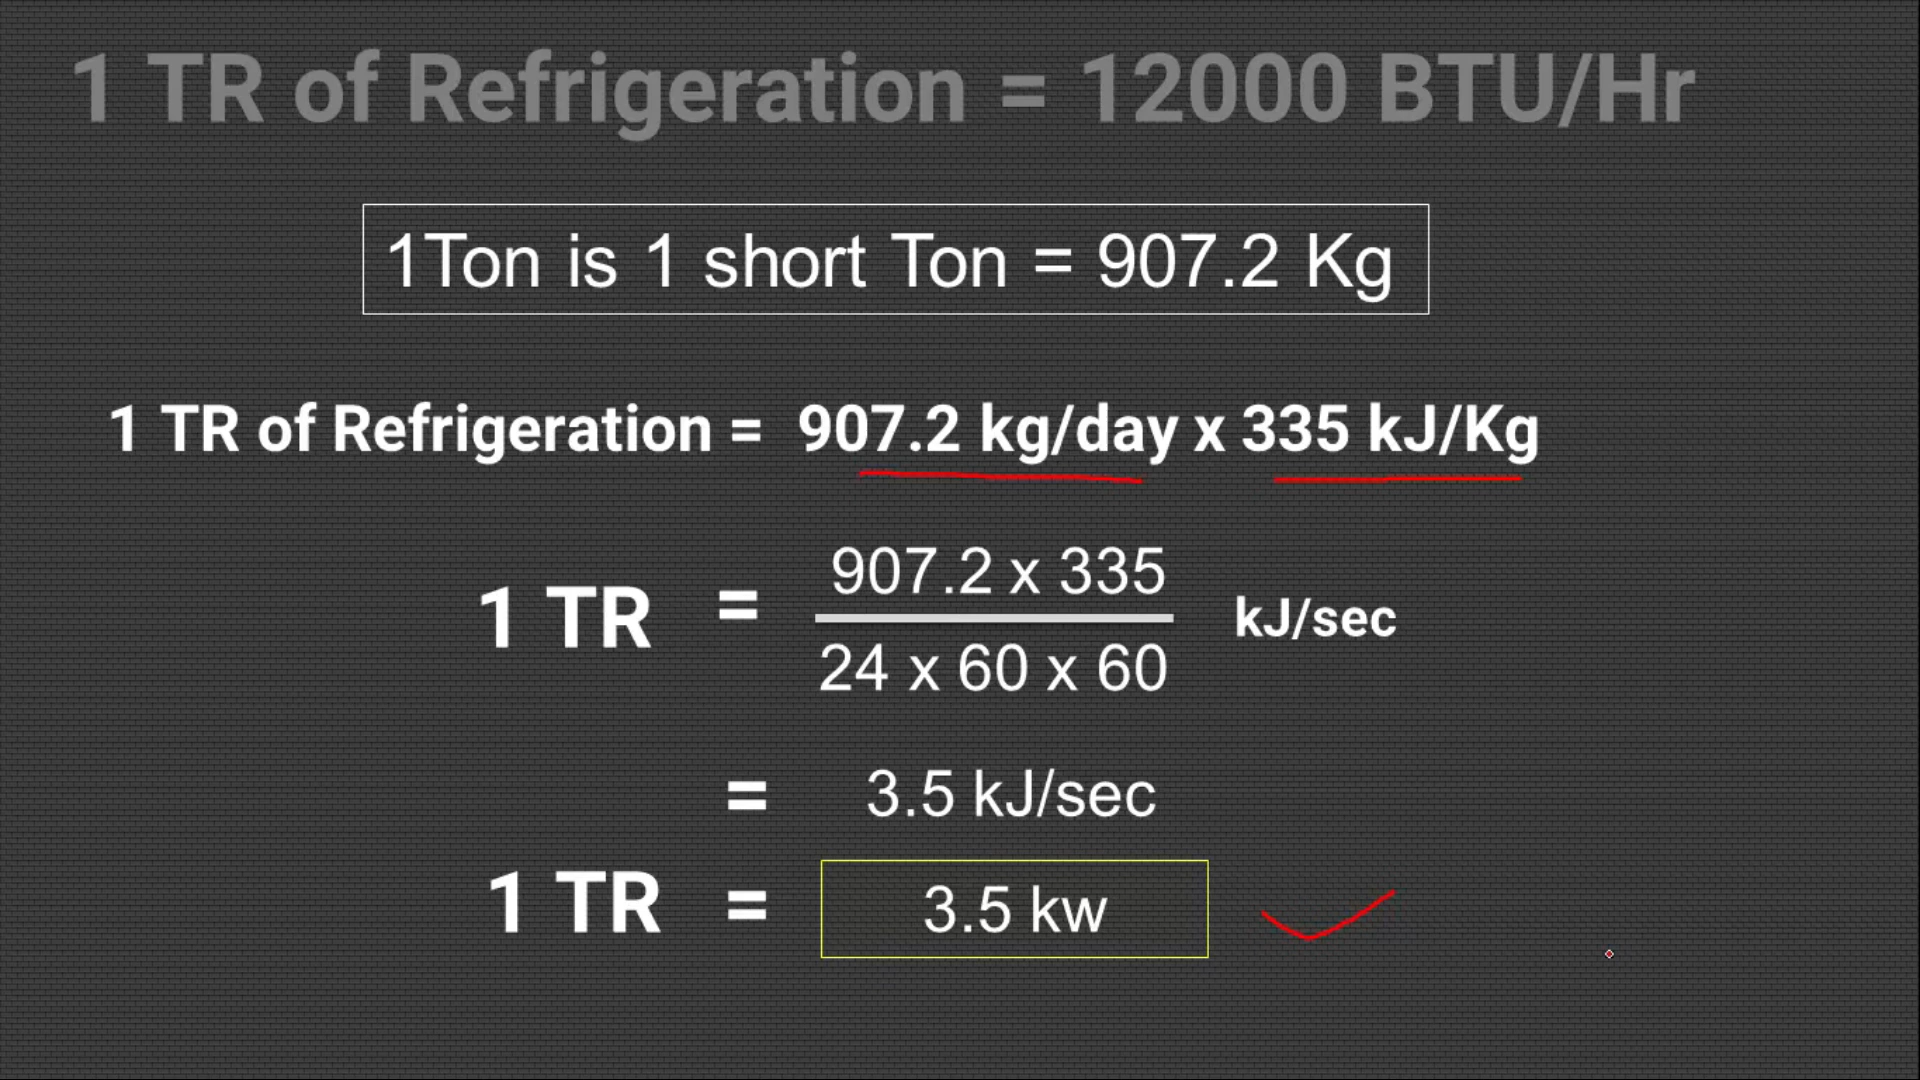 1 TR of Refrigeration = 12000 BTU/Hr
1Ton is 1 short Ton = 907.2 Kg
1 TR of Refrigeration = 907.2 kg/day x 335 kJ/Kg
1 TR = 907.2 x 335
24 x 60 x 60
kJ/sec
= 3.5 kJ/sec
1 TR = 3.5 kw